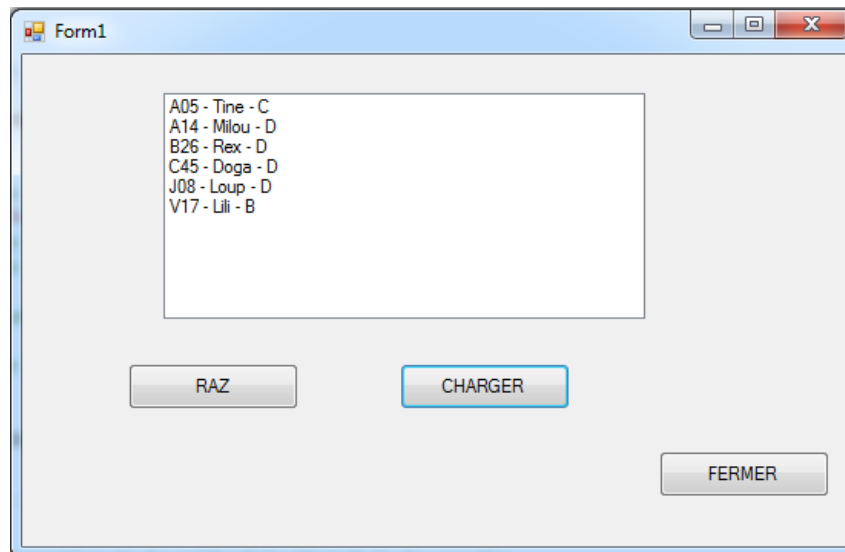 Form1
A05 - Tine - C
A14 - Milou - D
B26 - Rex - D
C45 - Doga - D
J08 - Loup - D
V17 - Lili - B
RAZ
CHARGER
FERMER